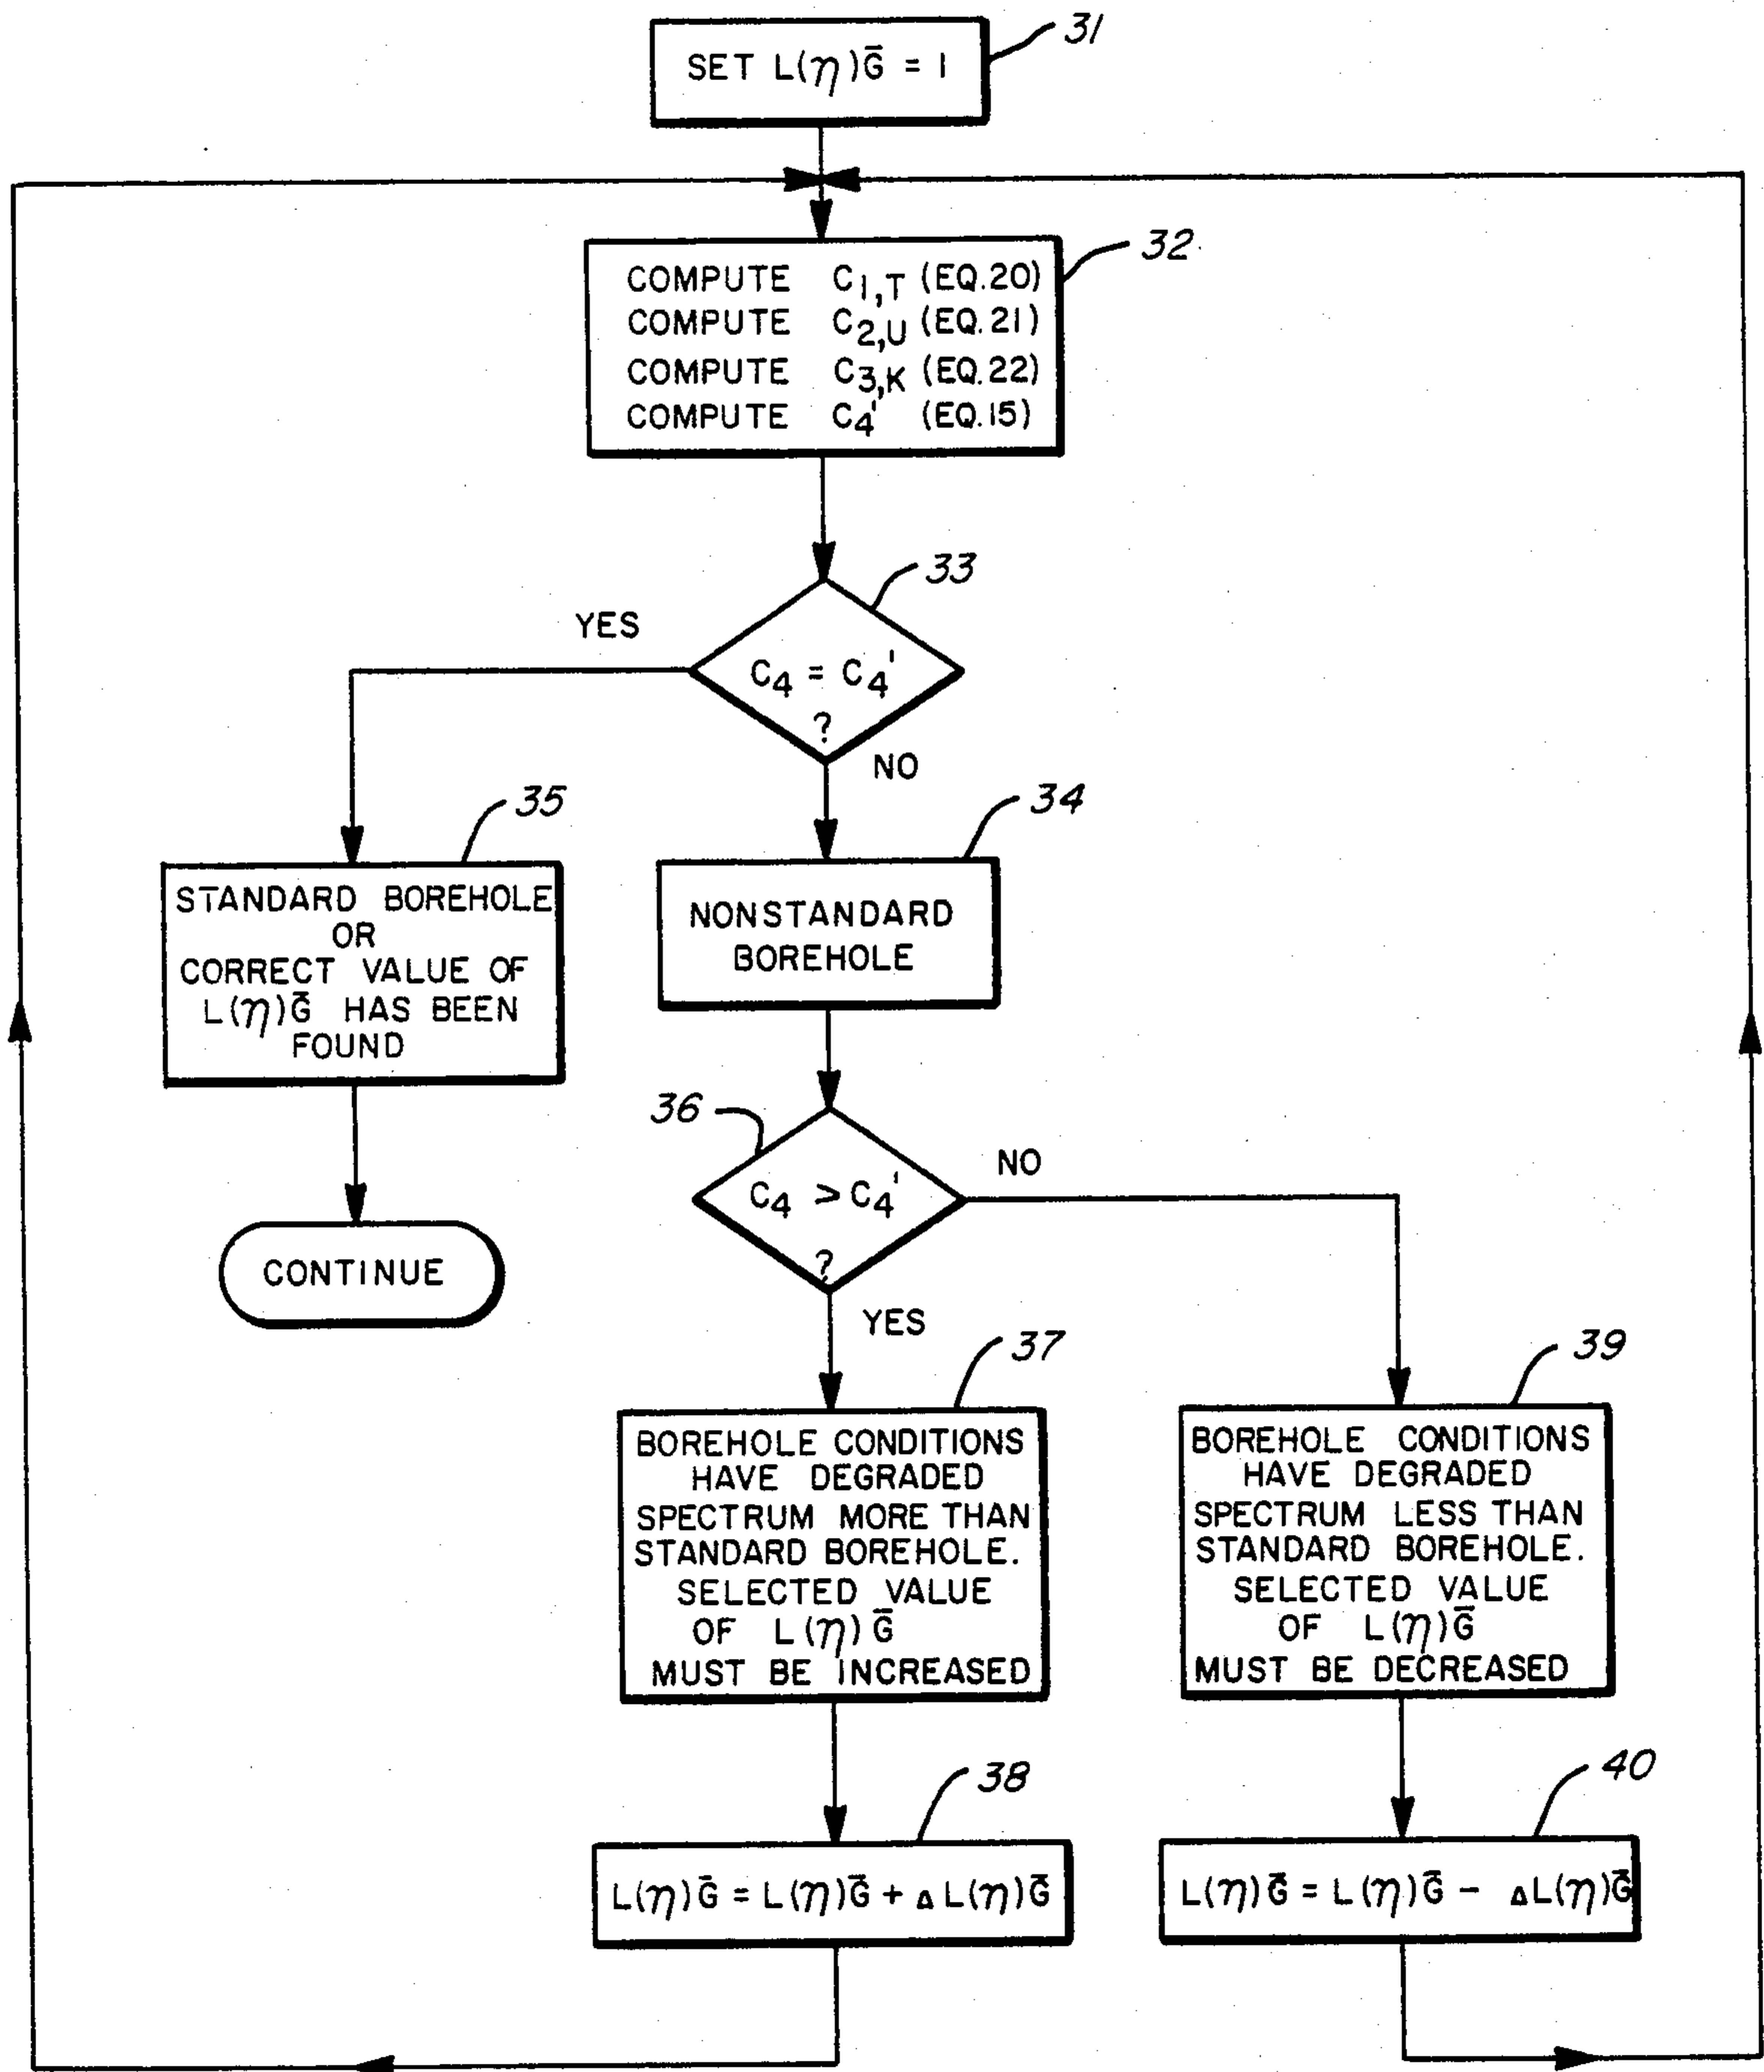 31
SET L(η)Ḡ = 1
32
COMPUTE C1,T (EQ.20)
COMPUTE C2,U (EQ.21)
COMPUTE C3,K (EQ.22)
COMPUTE C4' (EQ.15)
33
YES
C4 = C4'
?
NO
35
34
STANDARD BOREHOLE
OR
CORRECT VALUE OF
L(η)Ḡ HAS BEEN
FOUND
NONSTANDARD
BOREHOLE
36
NO
C4 > C4'
?
CONTINUE
YES
37
39
BOREHOLE CONDITIONS
HAVE DEGRADED
SPECTRUM MORE THAN
STANDARD BOREHOLE.
SELECTED VALUE
OF L(η)Ḡ
MUST BE INCREASED
BOREHOLE CONDITIONS
HAVE DEGRADED
SPECTRUM LESS THAN
STANDARD BOREHOLE.
SELECTED VALUE
OF L(η)Ḡ
MUST BE DECREASED
38
40
L(η)Ḡ = L(η)Ḡ + Δ L(η)Ḡ
L(η)Ḡ = L(η)Ḡ - Δ L(η)Ḡ